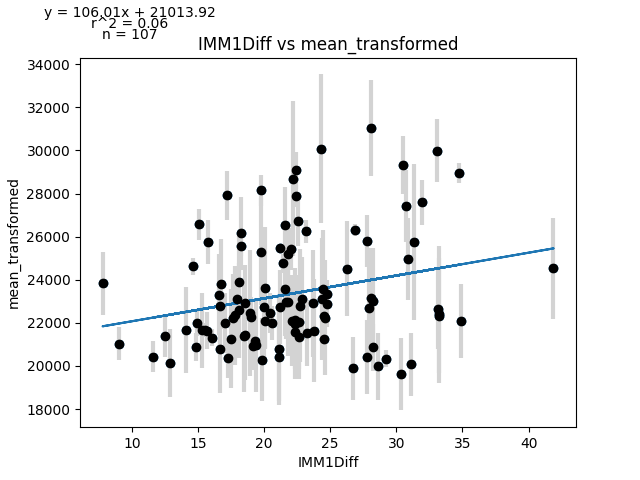 y = 106.01x + 21013.92
r^2 = 0.06
n = 107
IMM1Diff vs mean_transformed
34000
32000
30000
28000
26000
24000
22000
20000
18000
mean_transformed
10 15 20 25 30 35 40
IMM1Diff